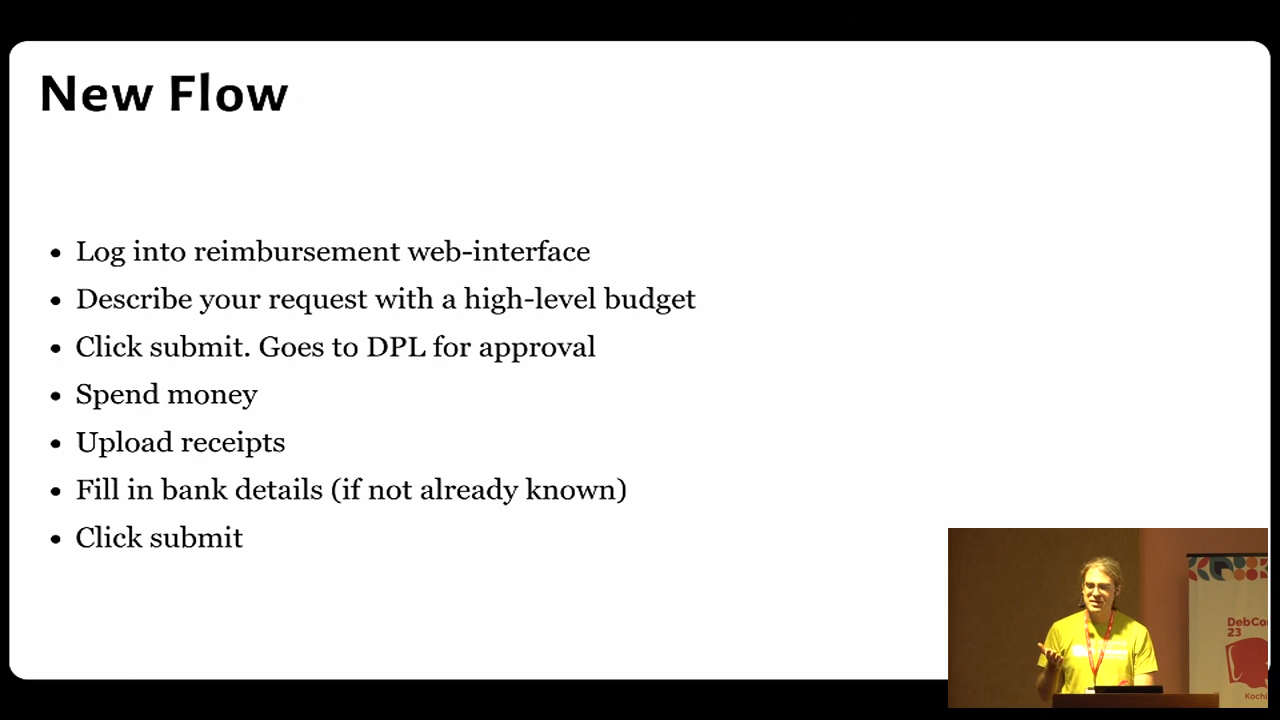 New Flow
Log into reimbursement web-interface
Describe your request with a high-level budget
Click submit. Goes to DPL for approval
Spend money
Upload receipts
Fill in bank details (if not already known)
Click submit
23
Kochi